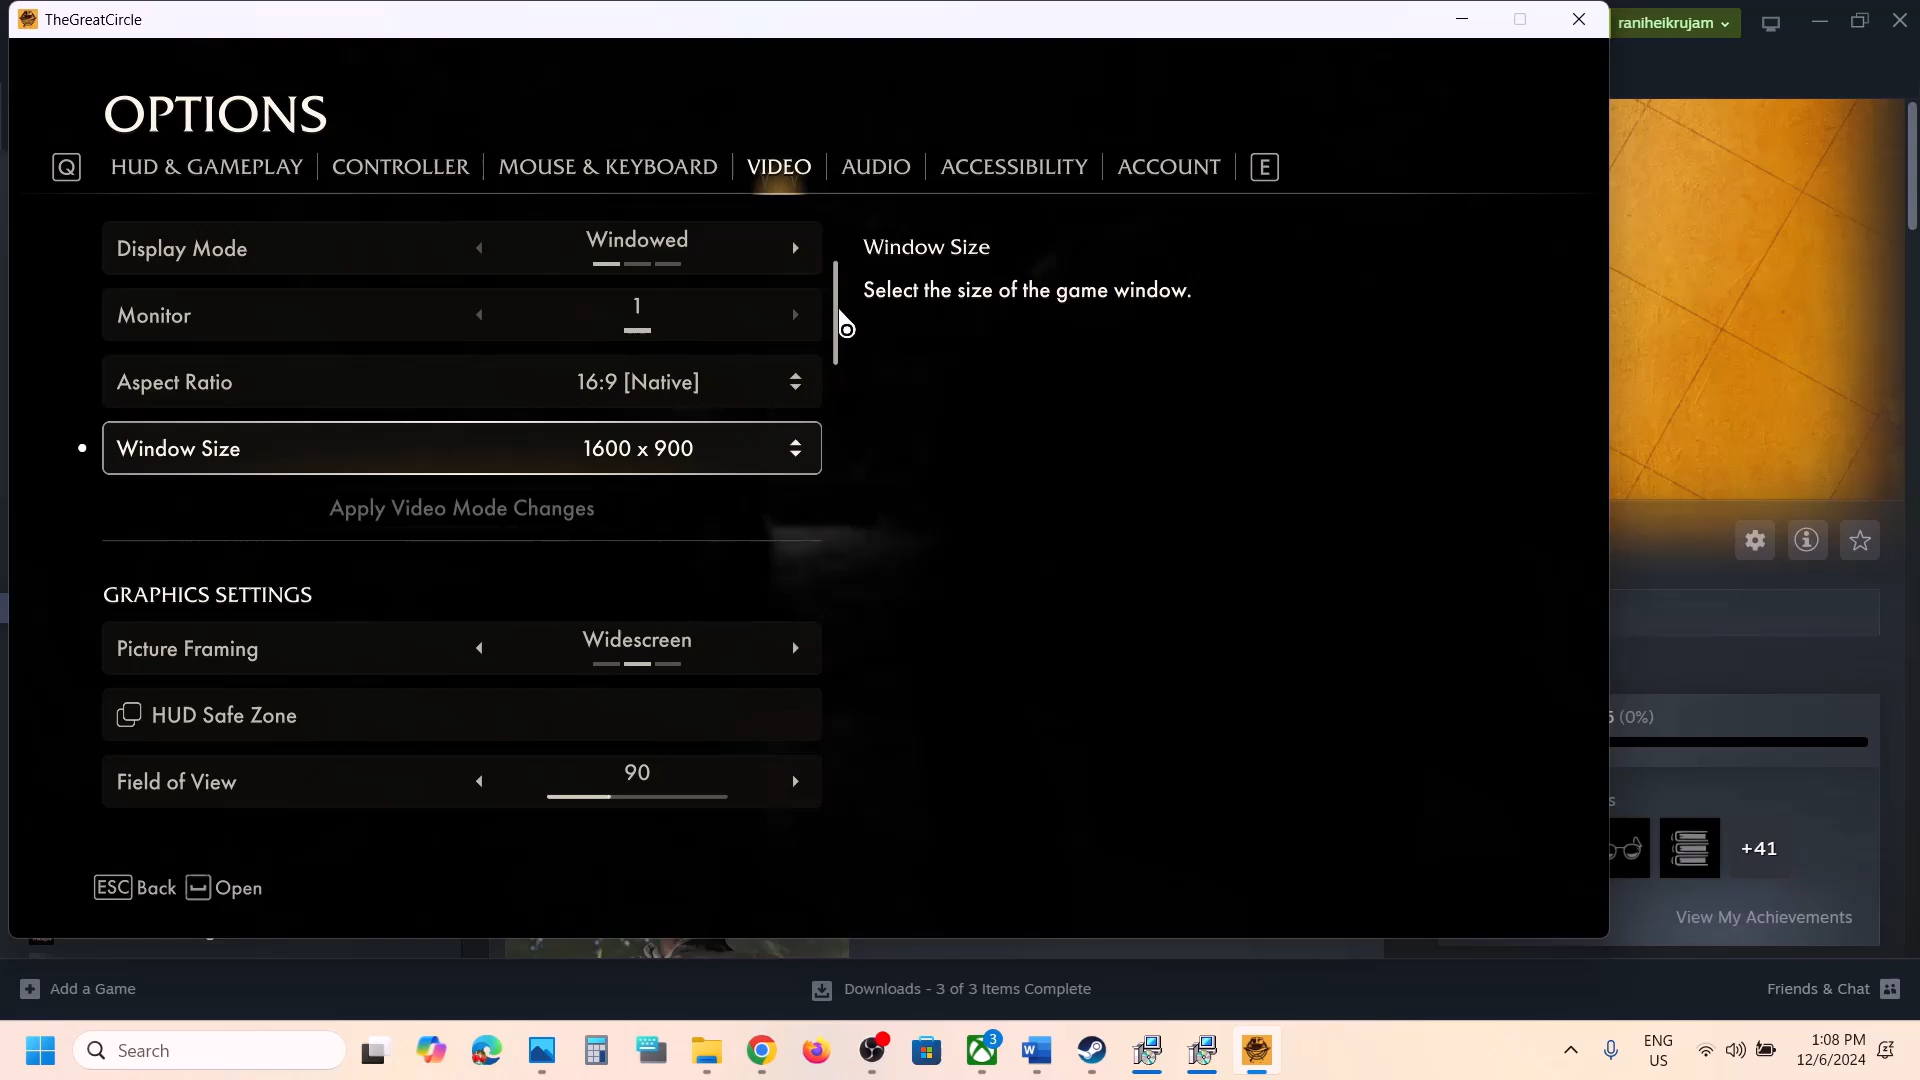 TheGreatCircle
raniheikrujam
OPTIONS
Q HUD & GAMEPLAY CONTROLLER MOUSE & KEYBOARD VIDEO AUDIO ACCESSIBILITY ACCOUNT E
Display Mode Windowed
Monitor 1
Aspect Ratio 16:9 [Native]
Window Size 1600 x 900
Apply Video Mode Changes
Window Size
Select the size of the game window.
GRAPHICS SETTINGS
Picture Framing Widescreen
HUD Safe Zone
Field of View 90
ESC Back Open
5 (0%)
s
+41
View My Achievements
Add a Game
Downloads - 3 of 3 Items Complete
Friends & Chat
Search
3
ENG
US
1:08 PM
12/6/2024